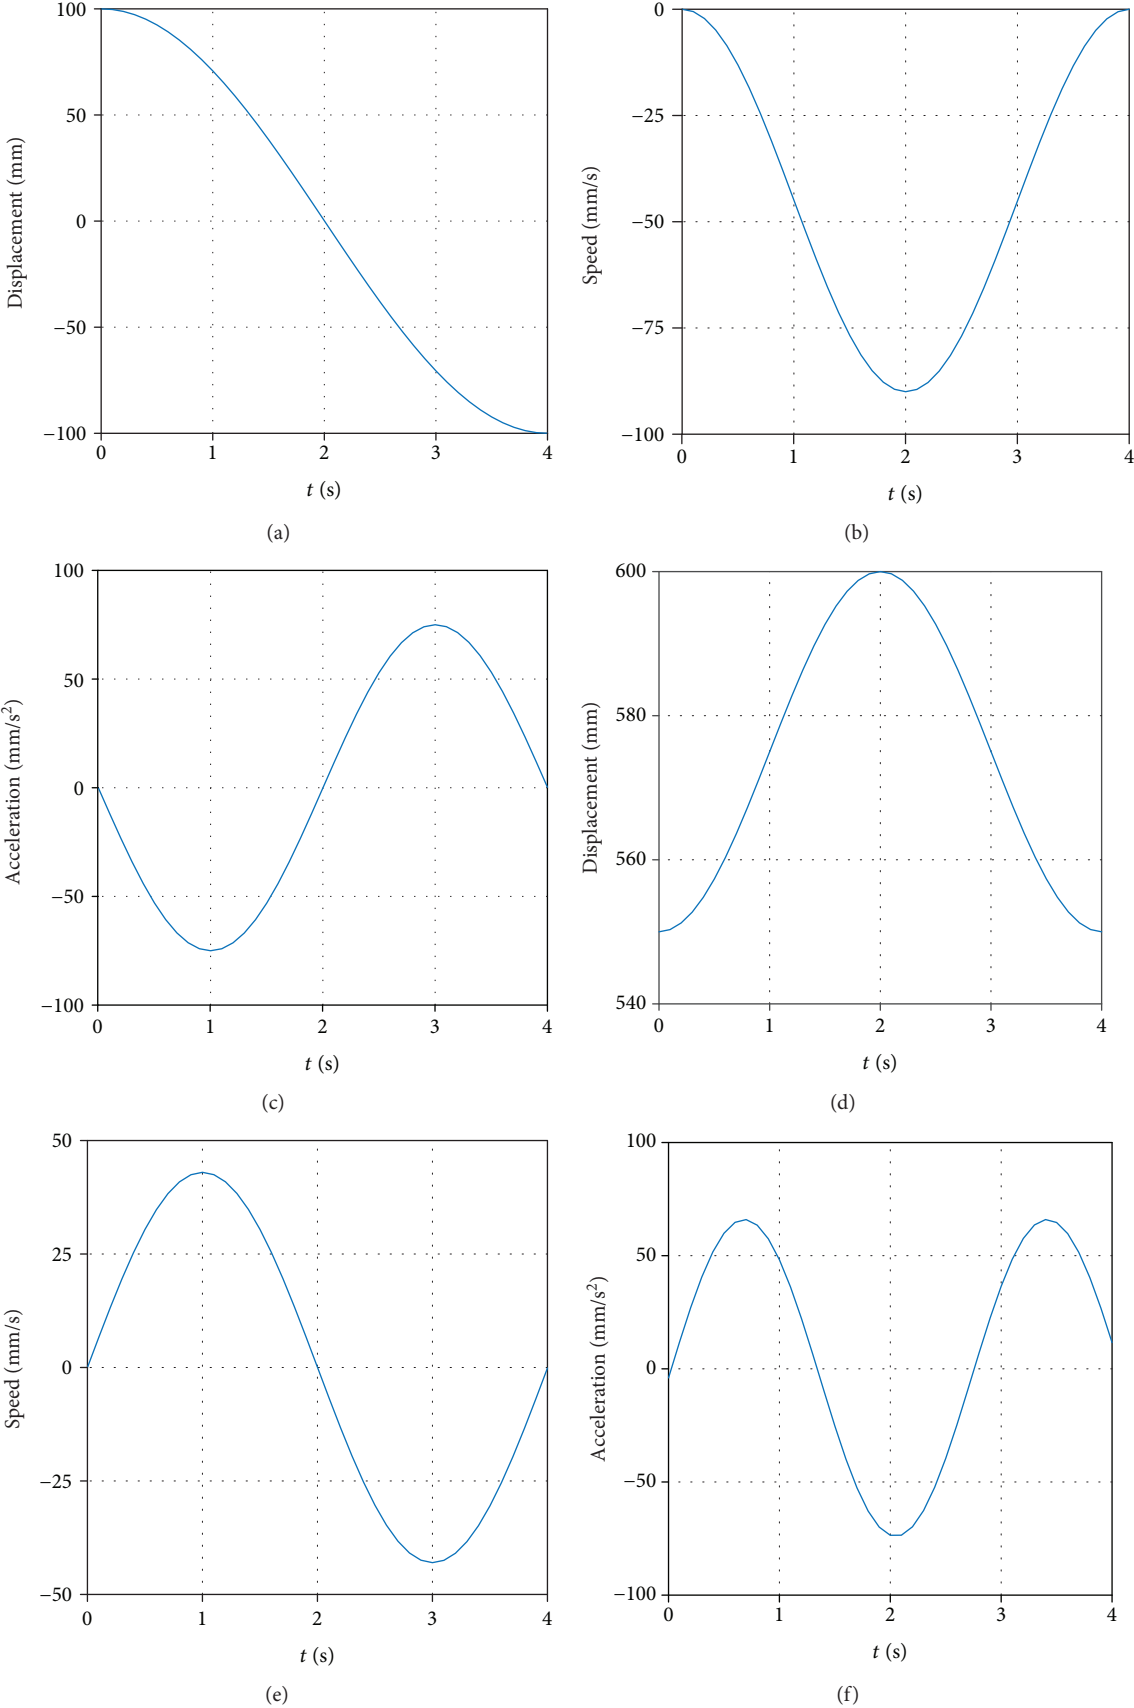 100
50
0
−50
−100
Displacement (mm)
0 1 2 3 4
t (s)
(a)
0
−25
−50
−75
−100
Speed (mm/s)
0 1 2 3 4
t (s)
(b)
100
50
0
−50
−100
Acceleration (mm/s²)
0 1 2 3 4
t (s)
(c)
600
580
560
540
Displacement (mm)
0 1 2 3 4
t (s)
(d)
50
25
0
−25
−50
Speed (mm/s)
0 1 2 3 4
t (s)
(e)
100
50
0
−50
−100
Acceleration (mm/s²)
0 1 2 3 4
t (s)
(f)